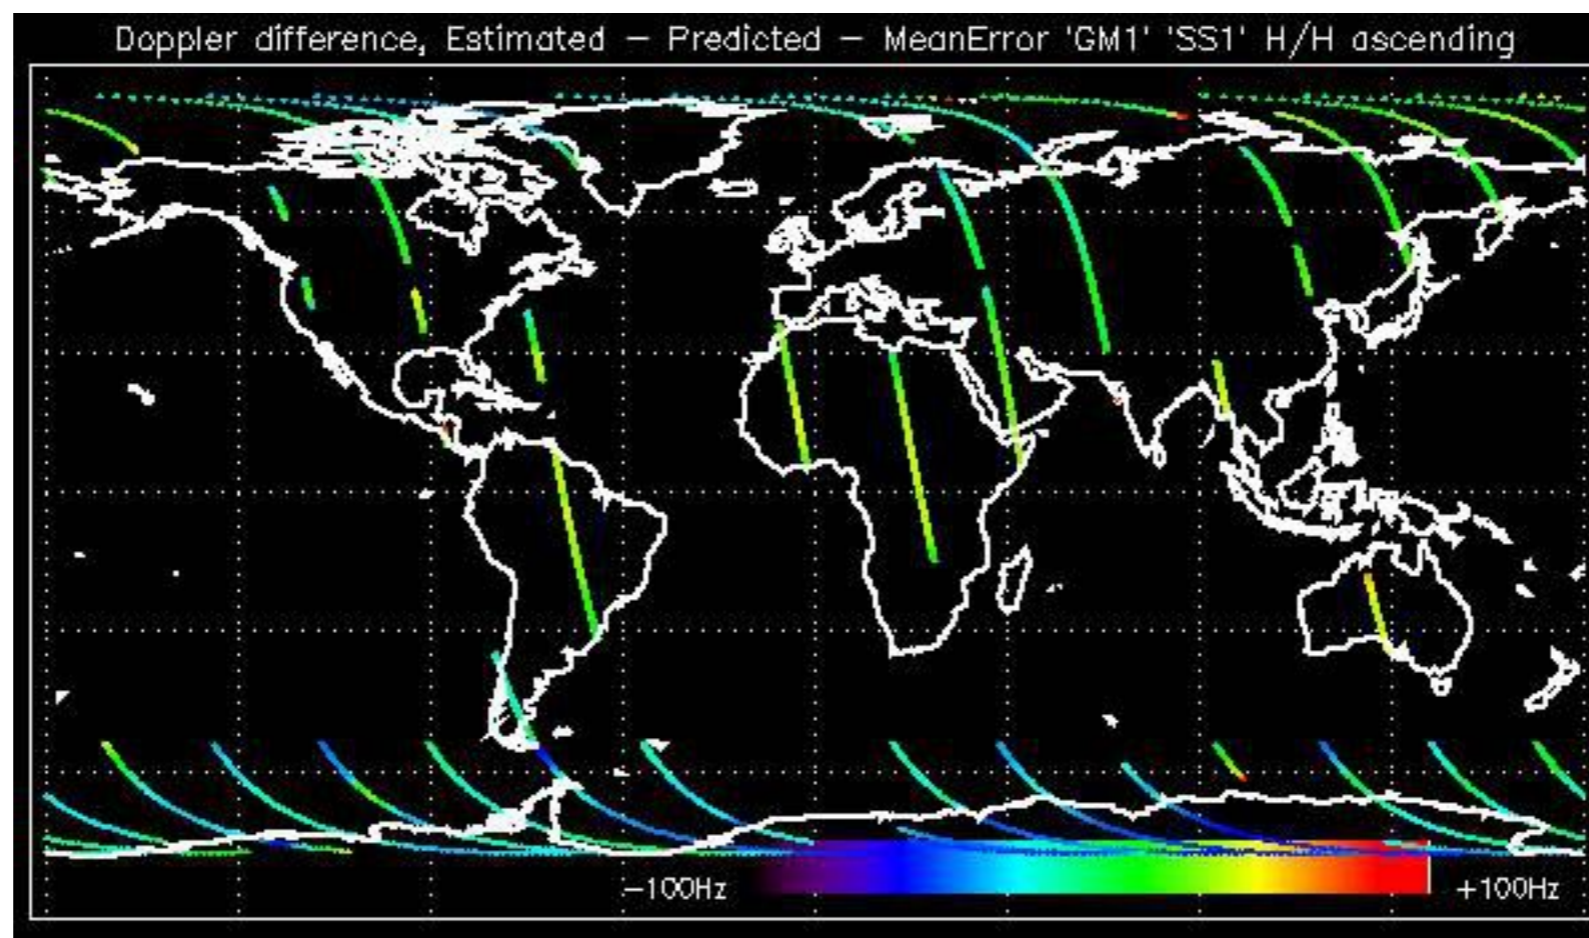 Doppler difference, Estimated — Predicted — MeanError 'GM1' 'SS1' H/H ascending
−100Hz +100Hz